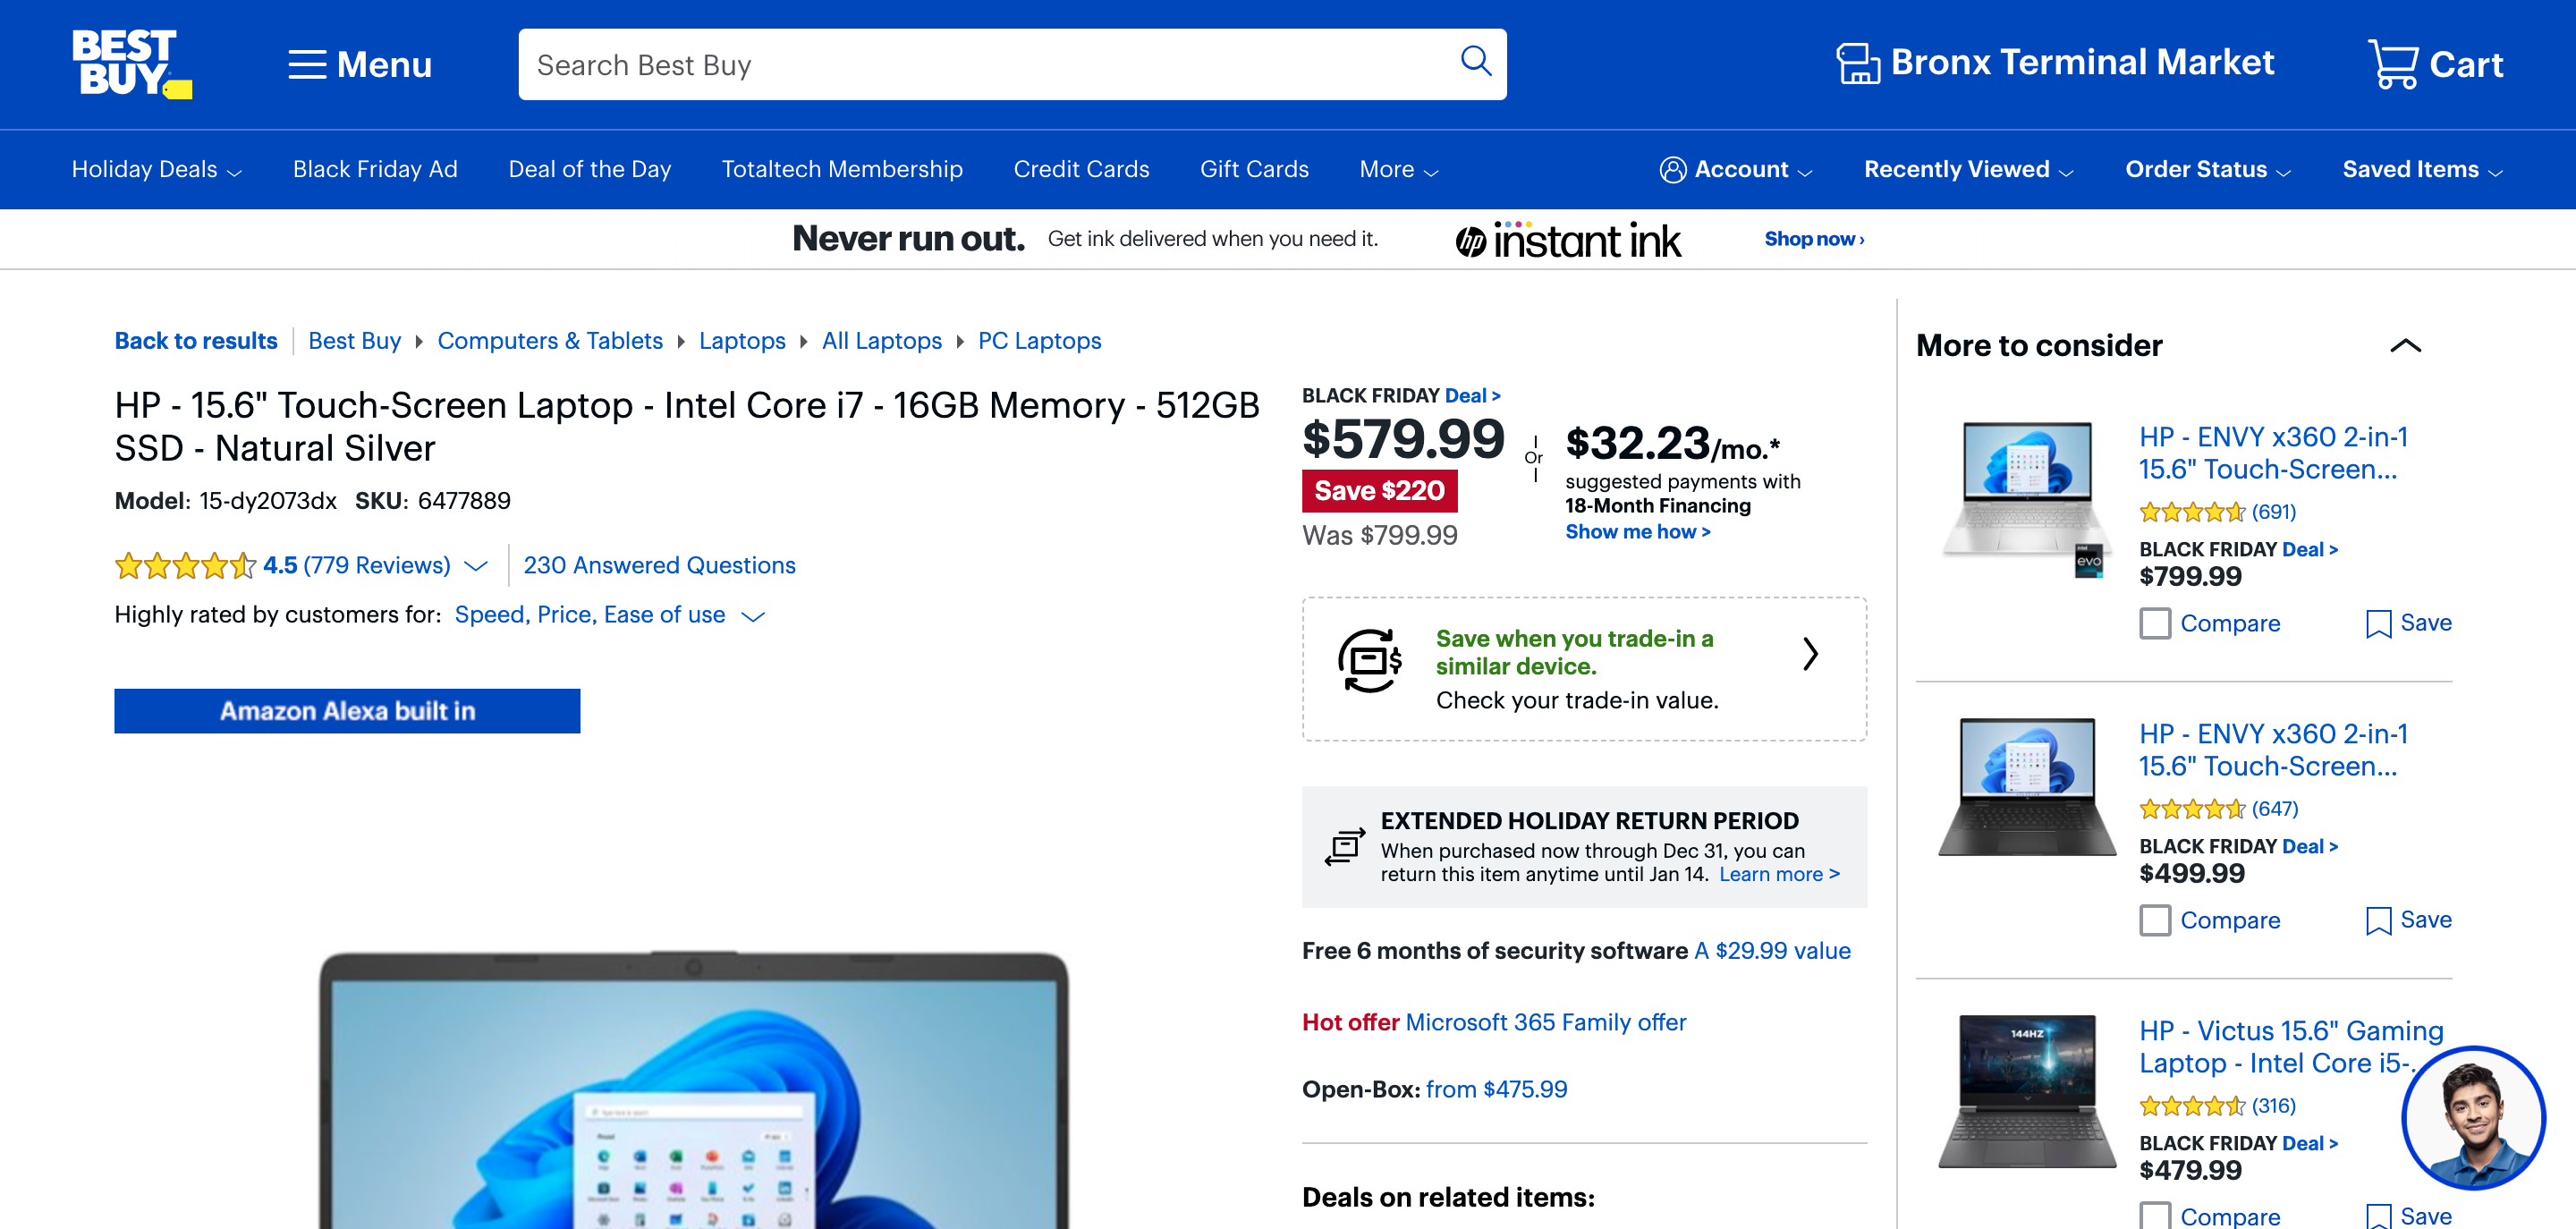 BEST BUY
Menu
Search Best Buy
Bronx Terminal Market
Cart
Holiday Deals
Black Friday Ad
Deal of the Day
Totaltech Membership
Credit Cards
Gift Cards
More
Account
Recently Viewed
Order Status
Saved Items
Never run out. Get ink delivered when you need it. hp instant ink Shop now ›
Back to results
Best Buy
Computers & Tablets
Laptops
All Laptops
PC Laptops
HP - 15.6" Touch-Screen Laptop - Intel Core i7 - 16GB Memory - 512GB
SSD - Natural Silver
Model: 15-dy2073dx SKU: 6477889
4.5 (779 Reviews)
230 Answered Questions
Highly rated by customers for: Speed, Price, Ease of use
Amazon Alexa built in
BLACK FRIDAY Deal >
$579.99
Save $220
Was $799.99
Or
$32.23/mo.*
suggested payments with
18-Month Financing
Show me how >
Save when you trade-in a
similar device.
Check your trade-in value.
EXTENDED HOLIDAY RETURN PERIOD
When purchased now through Dec 31, you can
return this item anytime until Jan 14. Learn more >
Free 6 months of security software A $29.99 value
Hot offer Microsoft 365 Family offer
Open-Box: from $475.99
Deals on related items:
More to consider
HP - ENVY x360 2-in-1
15.6" Touch-Screen...
(691)
BLACK FRIDAY Deal >
$799.99
Compare
Save
evo
HP - ENVY x360 2-in-1
15.6" Touch-Screen...
(647)
BLACK FRIDAY Deal >
$499.99
Compare
Save
144HZ
HP - Victus 15.6" Gaming
Laptop - Intel Core i5-..
(316)
BLACK FRIDAY Deal >
$479.99
Compare
Save